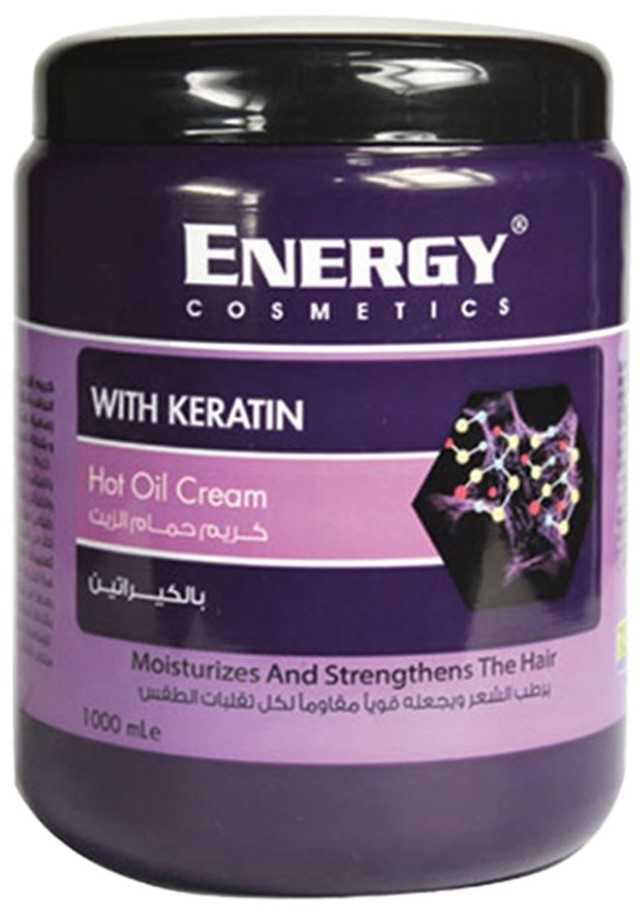 ENERGY®
COSMETICS
WITH KERATIN
Hot Oil Cream
كريم حمام الزيت
بالكيراتين
Moisturizes And Strengthens The Hair
يرطب الشعر ويجعله قوياً مقاوماً لكل تقلبات الطقس
1000 mLe